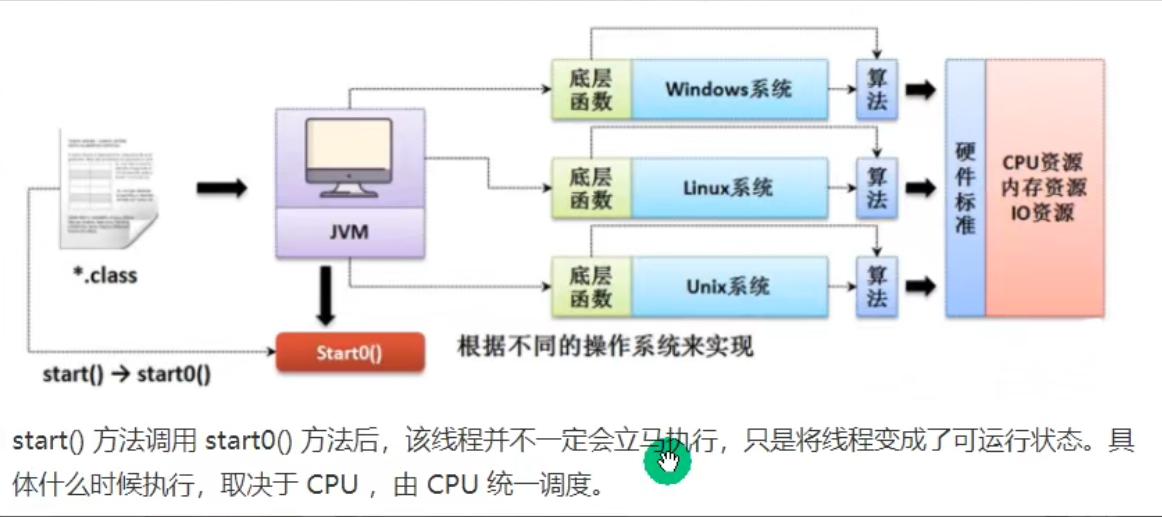 底层
函数
Windows系统
算
法
底层
函数
Linux系统
算
法
底层
函数
Unix系统
算
法
硬
件
标
准
CPU资源
内存资源
IO资源
*.class
JVM
Start0()
根据不同的操作系统来实现
start() → start0()
start() 方法调用 start0() 方法后，该线程并不一定会立马执行，只是将线程变成了可运行状态。具
体什么时候执行，取决于 CPU ，由 CPU 统一调度。